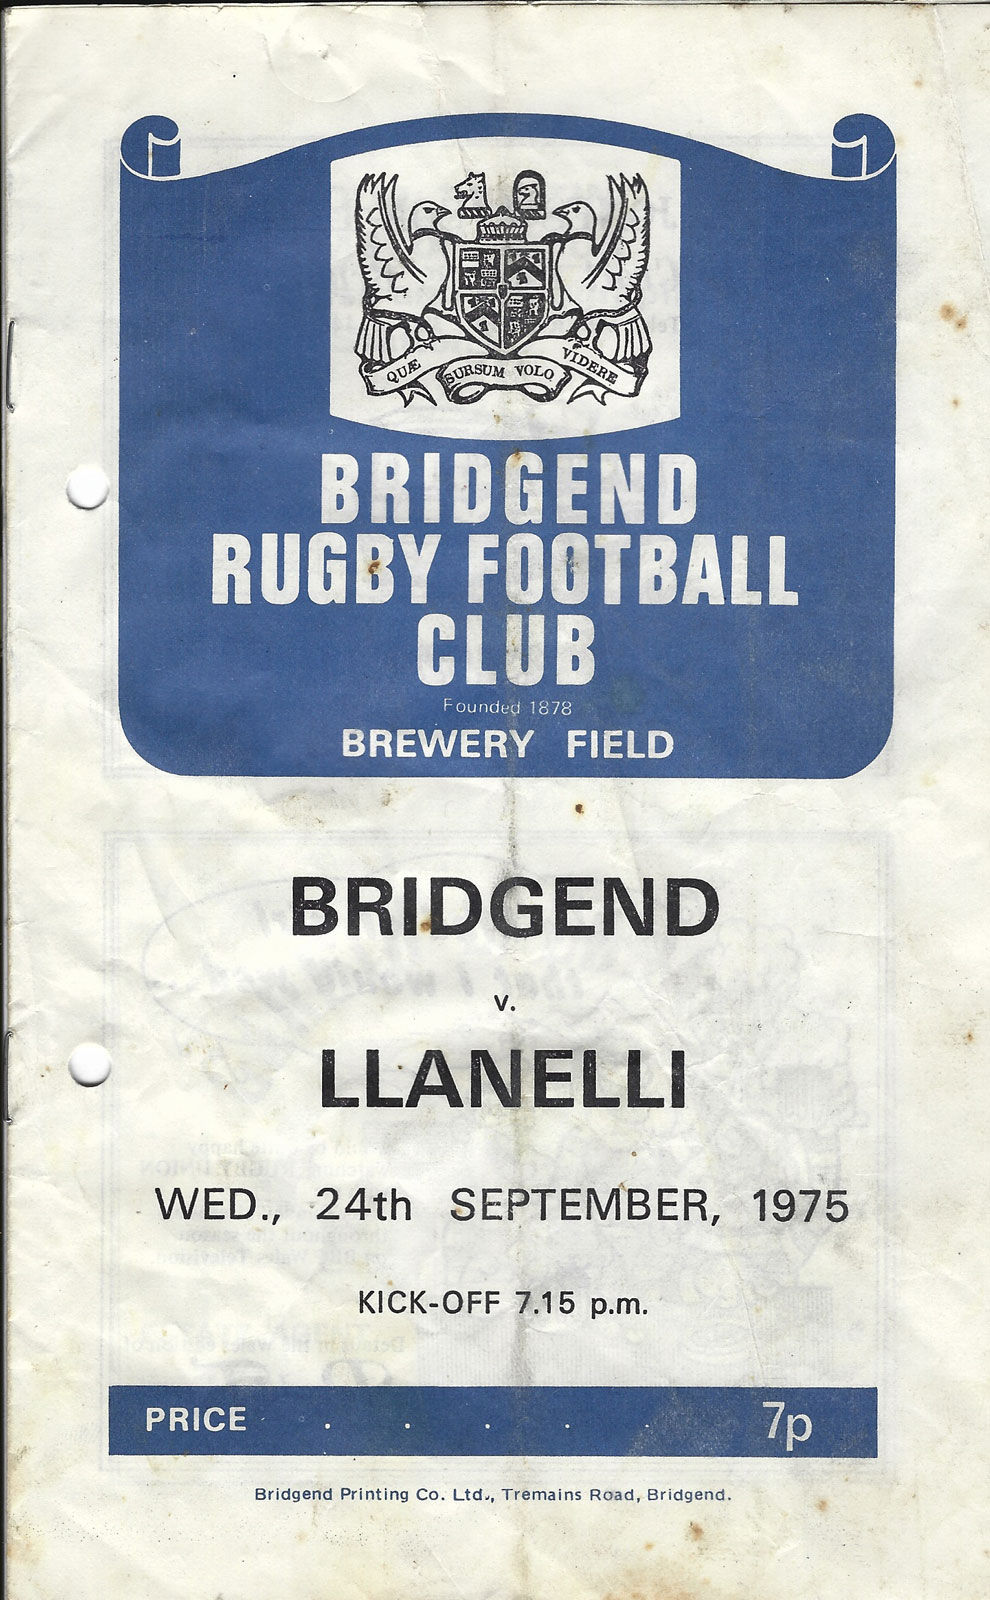 QUÆ SURSUM VOLO VIDERE
BRIDGEND
RUGBY FOOTBALL
CLUB
Founded 1878
BREWERY FIELD
BRIDGEND
v.
LLANELLI
WED., 24th SEPTEMBER, 1975
KICK-OFF 7.15 p.m.
PRICE . . . . . 7p
Bridgend Printing Co. Ltd., Tremains Road, Bridgend.